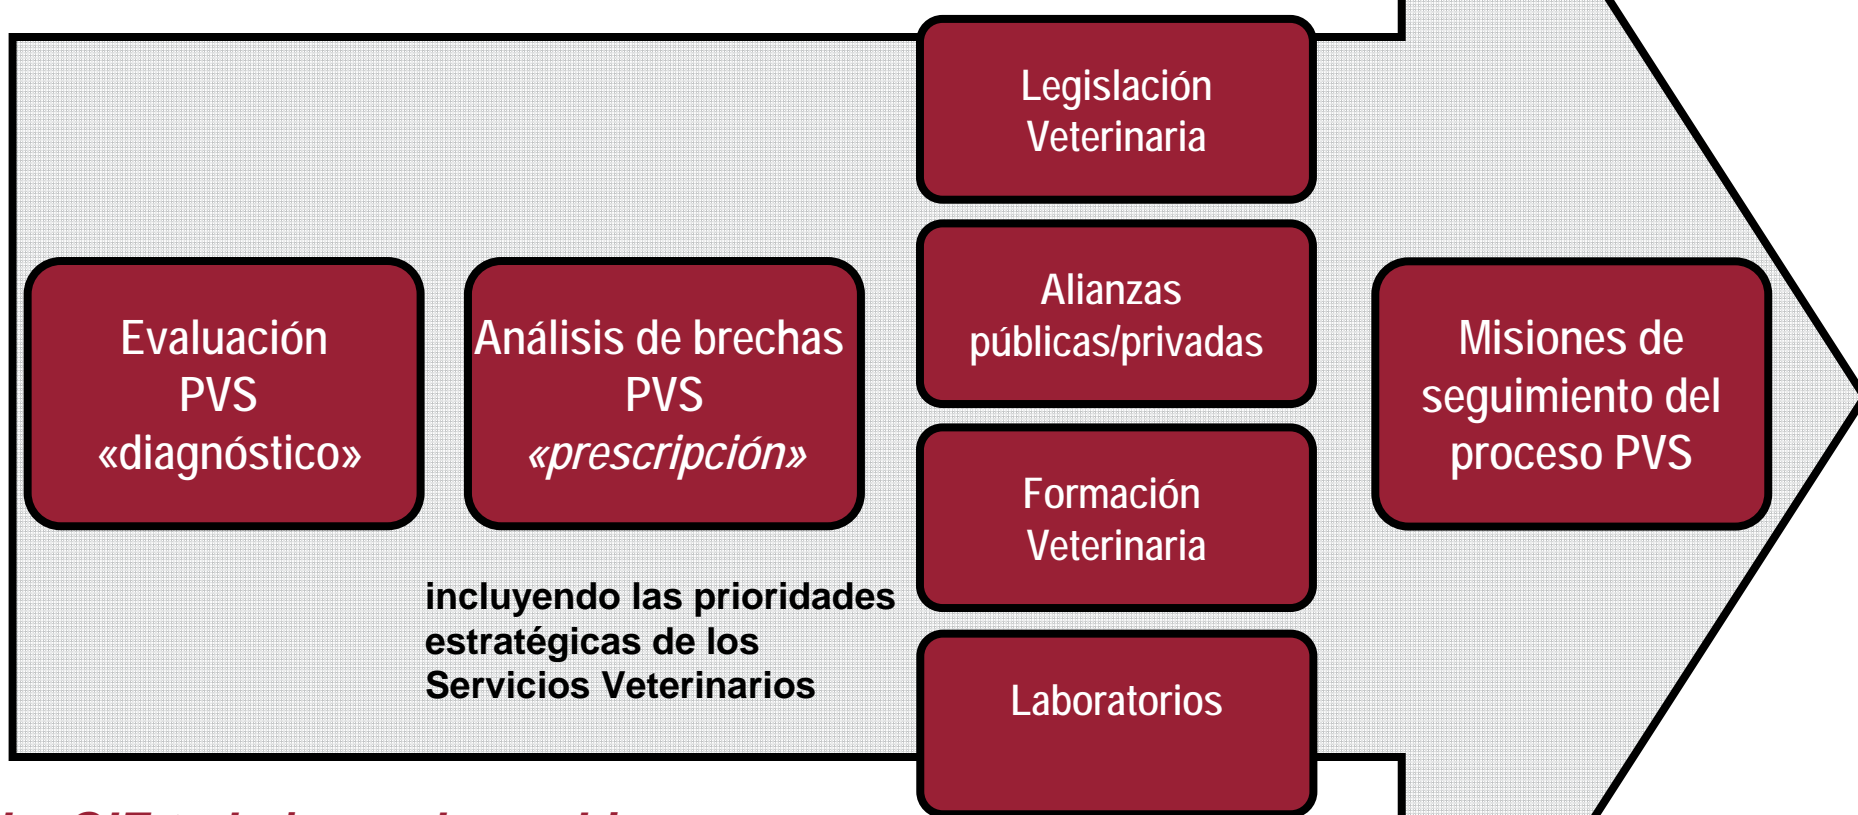 Evaluación
PVS
«diagnóstico»
Análisis de brechas
PVS
«prescripción»
incluyendo las prioridades
estratégicas de los
Servicios Veterinarios
Legislación
Veterinaria
Alianzas
públicas/privadas
Formación
Veterinaria
Laboratorios
Misiones de
seguimiento del
proceso PVS
OIE